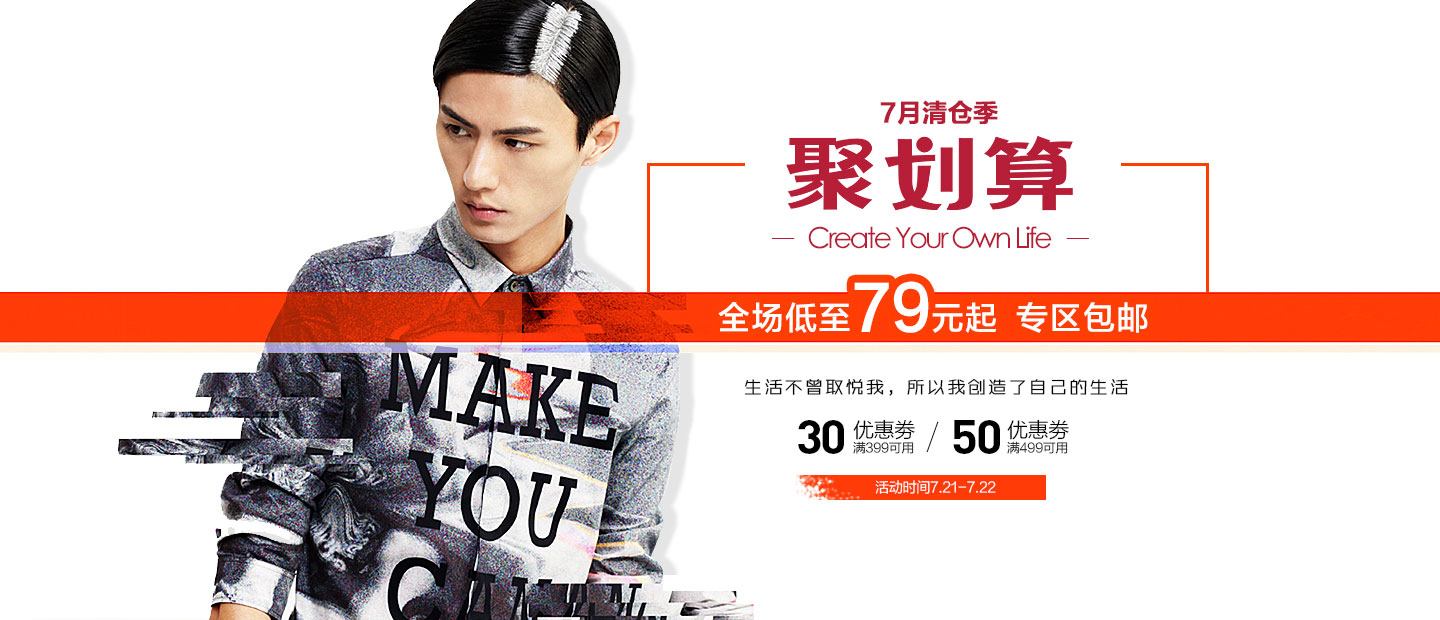 7月清仓季
聚划算
— Create Your Own Life —
全场低至79元起 专区包邮
生活不曾取悦我，所以我创造了自己的生活
30 优惠劵 / 50 优惠劵
满399可用 满499可用
活动时间7.21-7.22
MAKE
YOU